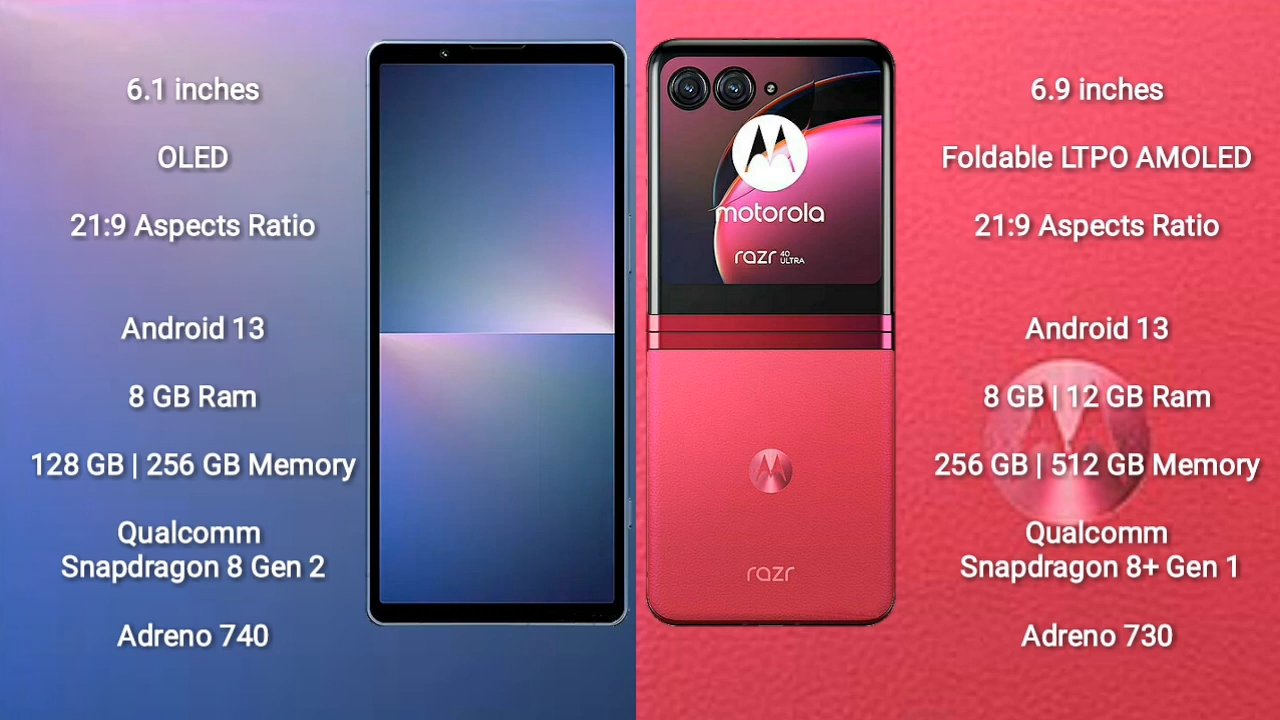 6.1 inches
OLED
21:9 Aspects Ratio
Android 13
8 GB Ram
128 GB | 256 GB Memory
Qualcomm
Snapdragon 8 Gen 2
Adreno 740
motorola
razr 40 ULTRA
razr
6.9 inches
Foldable LTPO AMOLED
21:9 Aspects Ratio
Android 13
8 GB | 12 GB Ram
256 GB | 512 GB Memory
Qualcomm
Snapdragon 8+ Gen 1
Adreno 730